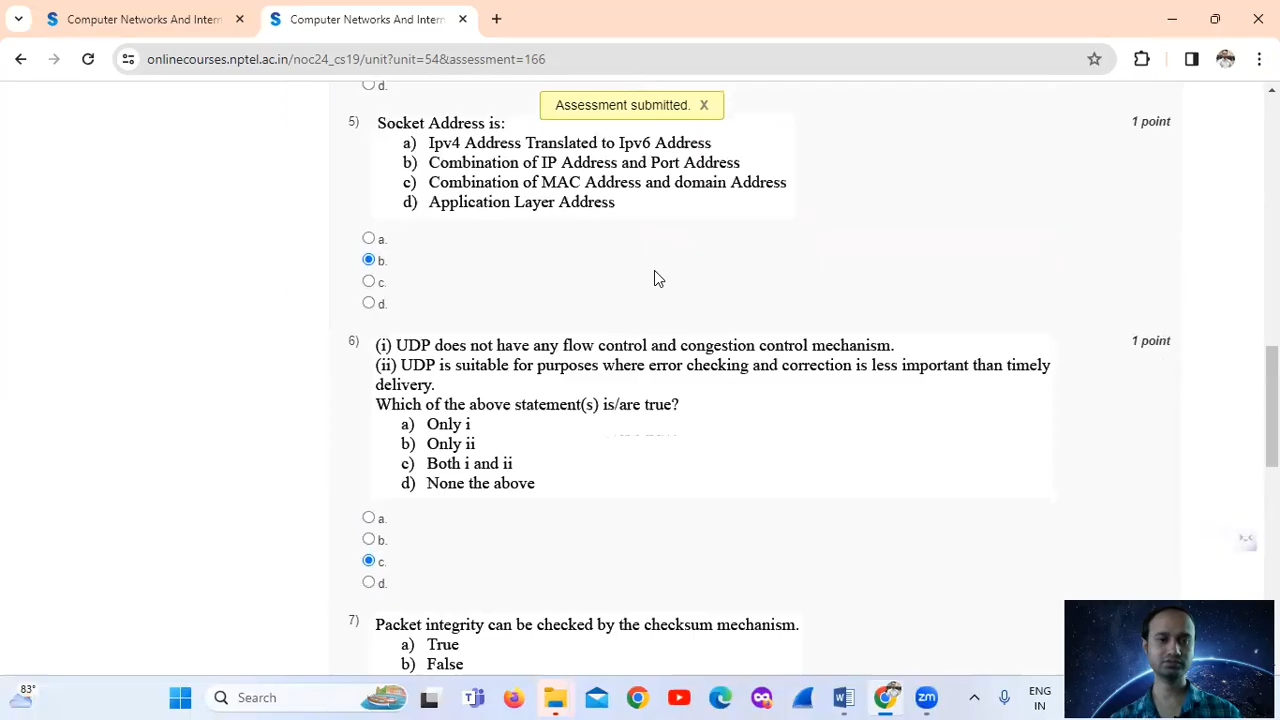 Computer Networks And Intern
Computer Networks And Intern
onlinecourses.nptel.ac.in/noc24_cs19/unit?unit=54&assessment=166
d.
Assessment submitted. X
5) Socket Address is: 1 point
a) Ipv4 Address Translated to Ipv6 Address
b) Combination of IP Address and Port Address
c) Combination of MAC Address and domain Address
d) Application Layer Address
a.
b.
c.
d.
6) (i) UDP does not have any flow control and congestion control mechanism. 1 point
(ii) UDP is suitable for purposes where error checking and correction is less important than timely
delivery.
Which of the above statement(s) is/are true?
a) Only i
b) Only ii
c) Both i and ii
d) None the above
a.
b.
c.
d.
7) Packet integrity can be checked by the checksum mechanism.
a) True
b) False
83°
Search
ENG
IN